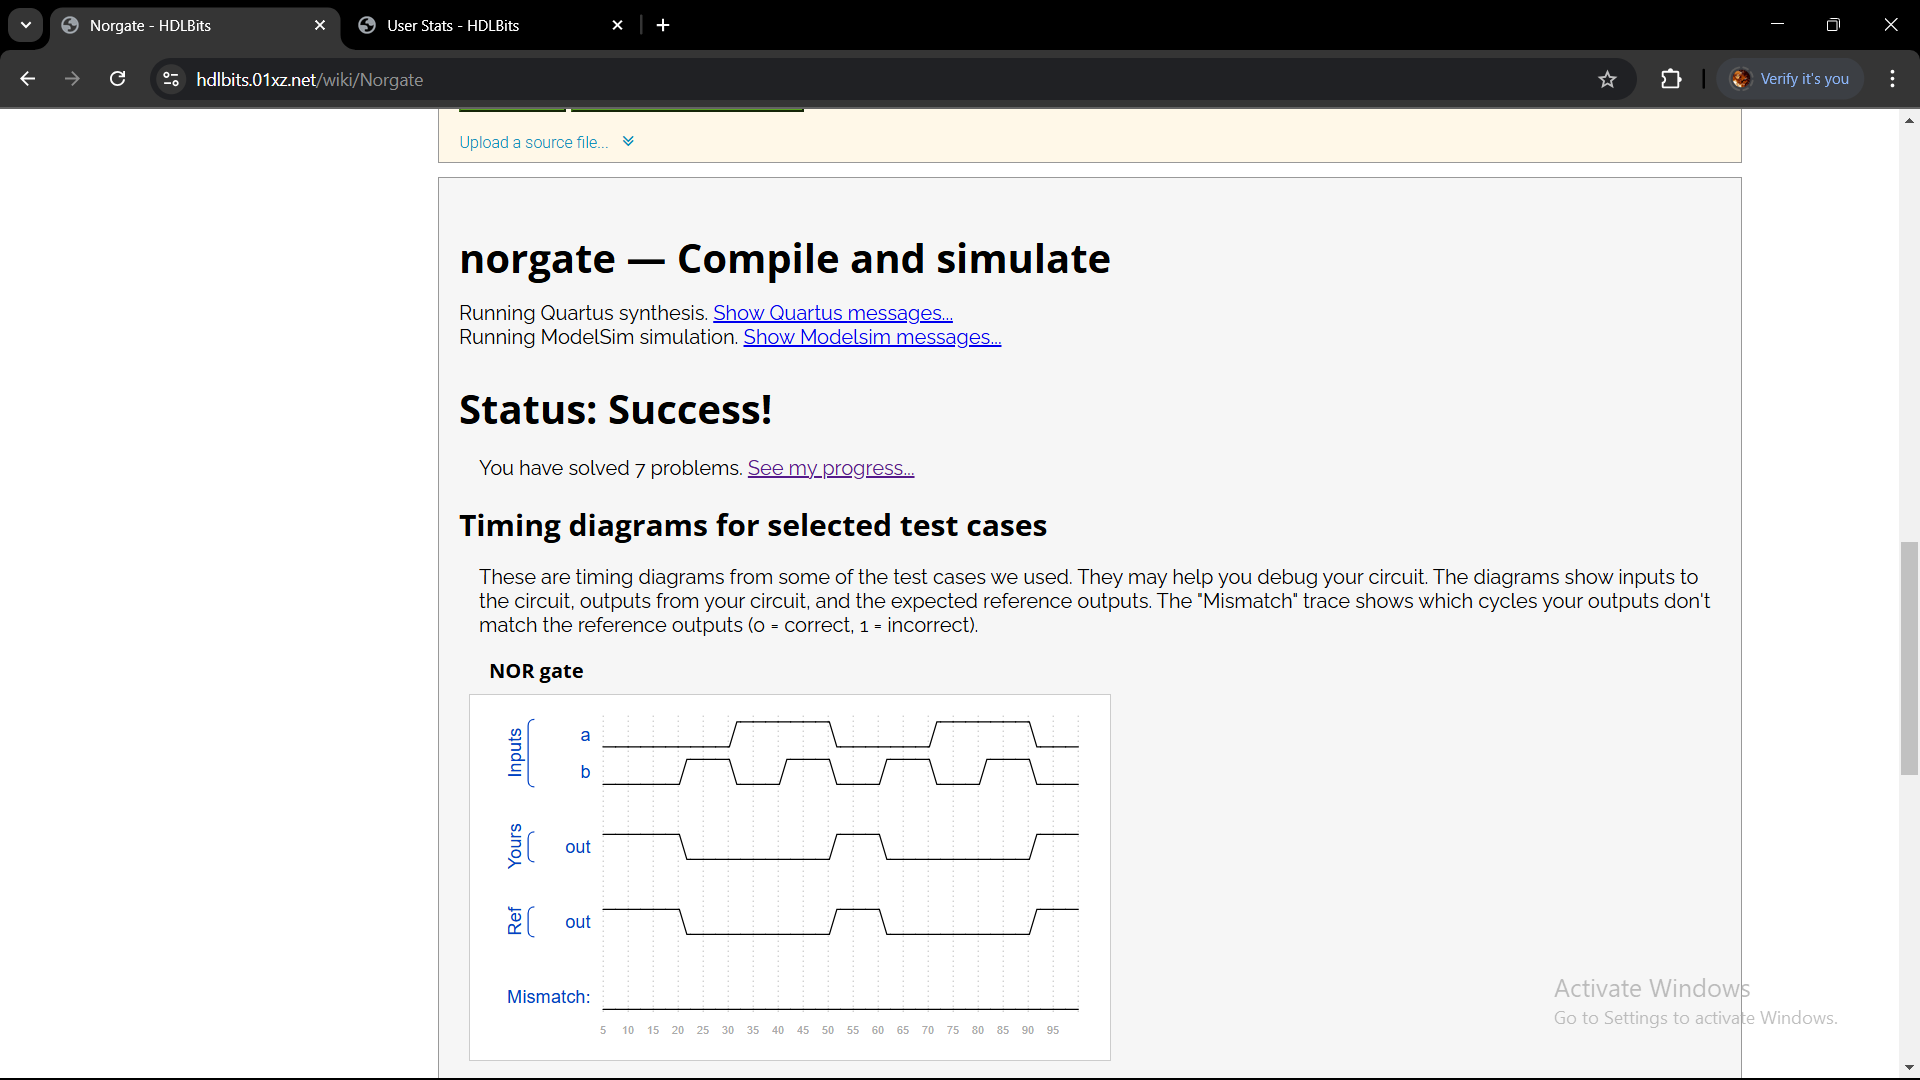 Norgate - HDLBits
User Stats - HDLBits
hdlbits.01xz.net/wiki/Norgate
Verify it's you
Upload a source file...
norgate — Compile and simulate
Running Quartus synthesis. Show Quartus messages...
Running ModelSim simulation. Show Modelsim messages...
Status: Success!
You have solved 7 problems. See my progress...
Timing diagrams for selected test cases
These are timing diagrams from some of the test cases we used. They may help you debug your circuit. The diagrams show inputs to
the circuit, outputs from your circuit, and the expected reference outputs. The "Mismatch" trace shows which cycles your outputs don't
match the reference outputs (0 = correct, 1 = incorrect).
NOR gate
Inputs
a
b
Yours
out
Ref
out
Mismatch:
5 10 15 20 25 30 35 40 45 50 55 60 65 70 75 80 85 90 95
Activate Windows
Go to Settings to activate Windows.